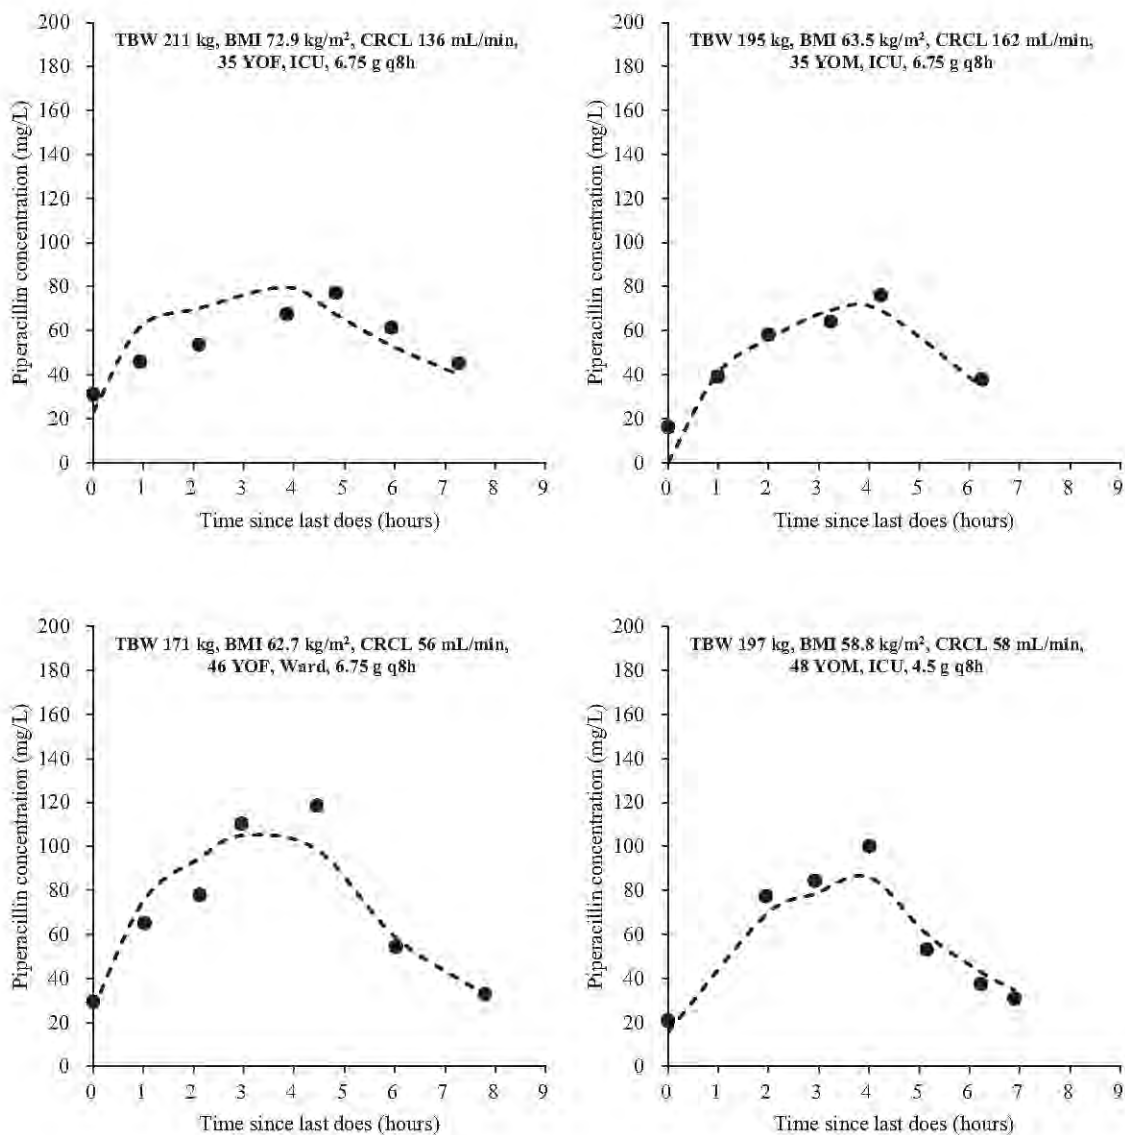 TBW 211 kg, BMI 72.9 kg/m², CRCL 136 mL/min,
35 YOF, ICU, 6.75 g q8h
Piperacillin concentration (mg/L)
200
180
160
140
120
100
80
60
40
20
0
0 1 2 3 4 5 6 7 8 9
Time since last does (hours)
TBW 195 kg, BMI 63.5 kg/m², CRCL 162 mL/min,
35 YOM, ICU, 6.75 g q8h
Piperacillin concentration (mg/L)
200
180
160
140
120
100
80
60
40
20
0
0 1 2 3 4 5 6 7 8 9
Time since last does (hours)
TBW 171 kg, BMI 62.7 kg/m², CRCL 56 mL/min,
46 YOF, Ward, 6.75 g q8h
Piperacillin concentration (mg/L)
200
180
160
140
120
100
80
60
40
20
0
0 1 2 3 4 5 6 7 8 9
Time since last does (hours)
TBW 197 kg, BMI 58.8 kg/m², CRCL 58 mL/min,
48 YOM, ICU, 4.5 g q8h
Piperacillin concentration (mg/L)
200
180
160
140
120
100
80
60
40
20
0
0 1 2 3 4 5 6 7 8 9
Time since last does (hours)